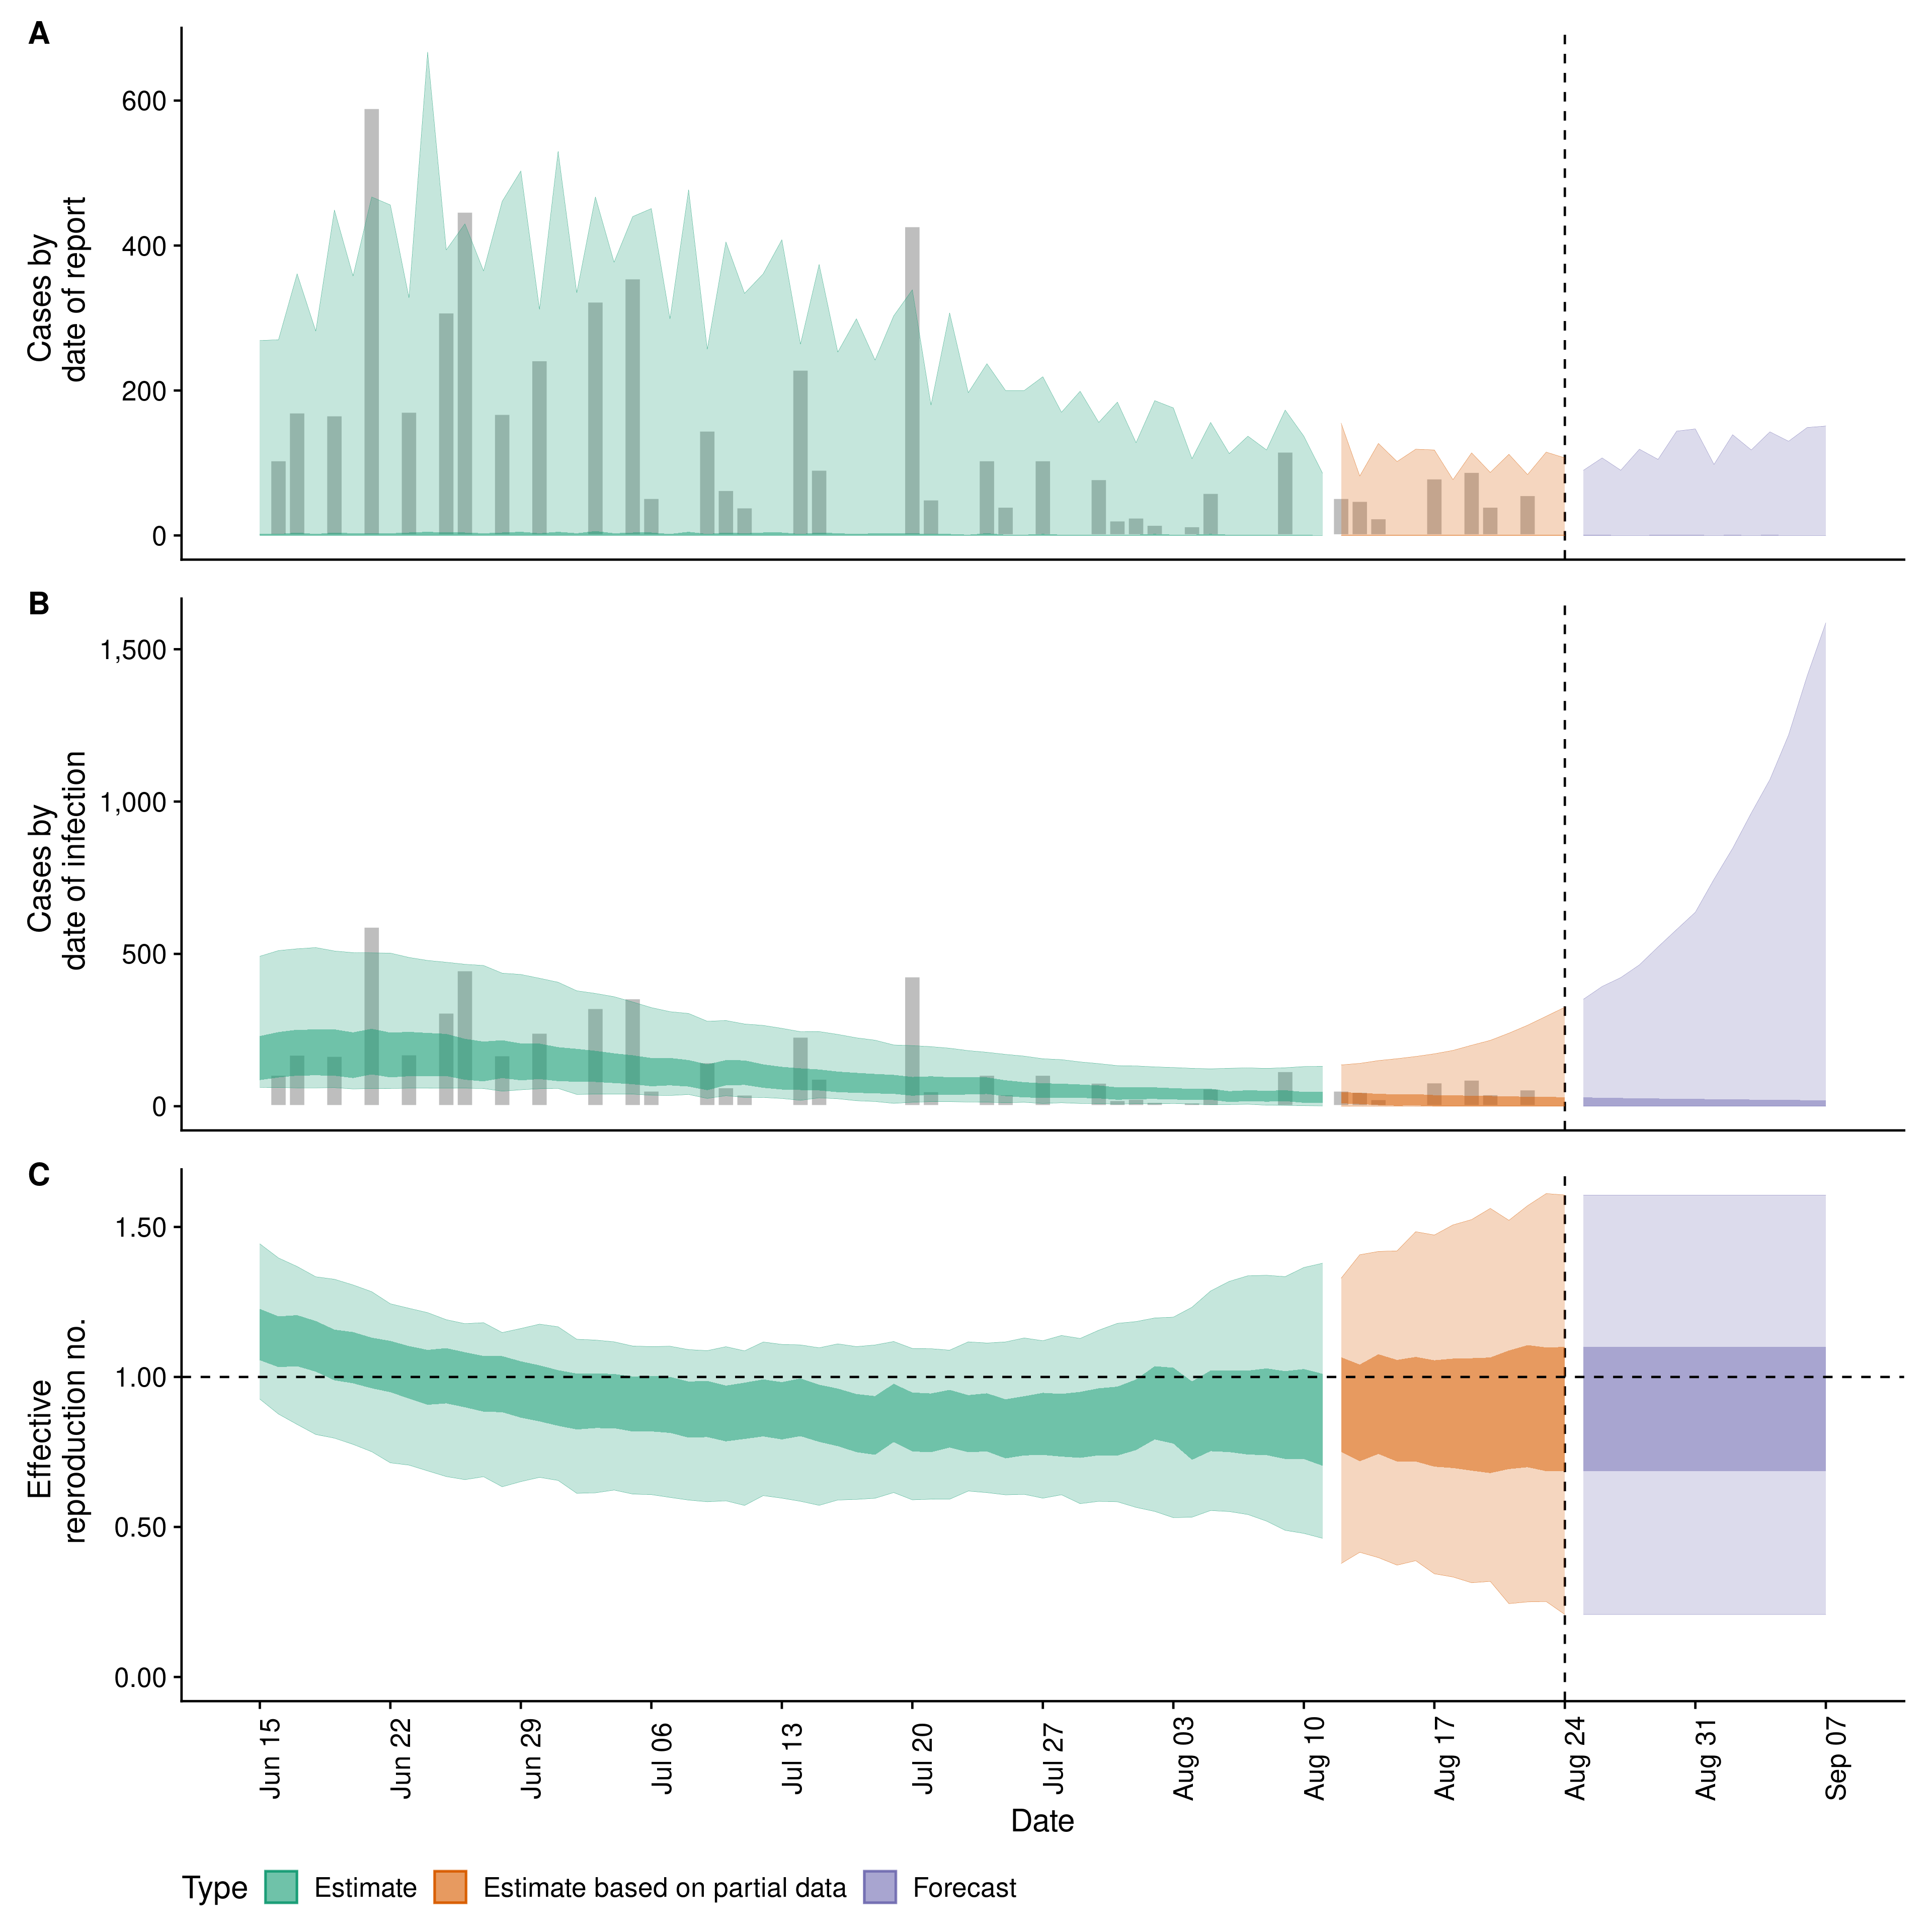 A
600
400
200
0
Cases by
date of report
B
1,500
1,000
500
0
Cases by
date of infection
C
1.50
1.00
0.50
0.00
Effective
reproduction no.
Jun 15
Jun 22
Jun 29
Jul 06
Jul 13
Jul 20
Jul 27
Aug 03
Aug 10
Aug 17
Aug 24
Aug 31
Sep 07
Date
Type Estimate Estimate based on partial data Forecast